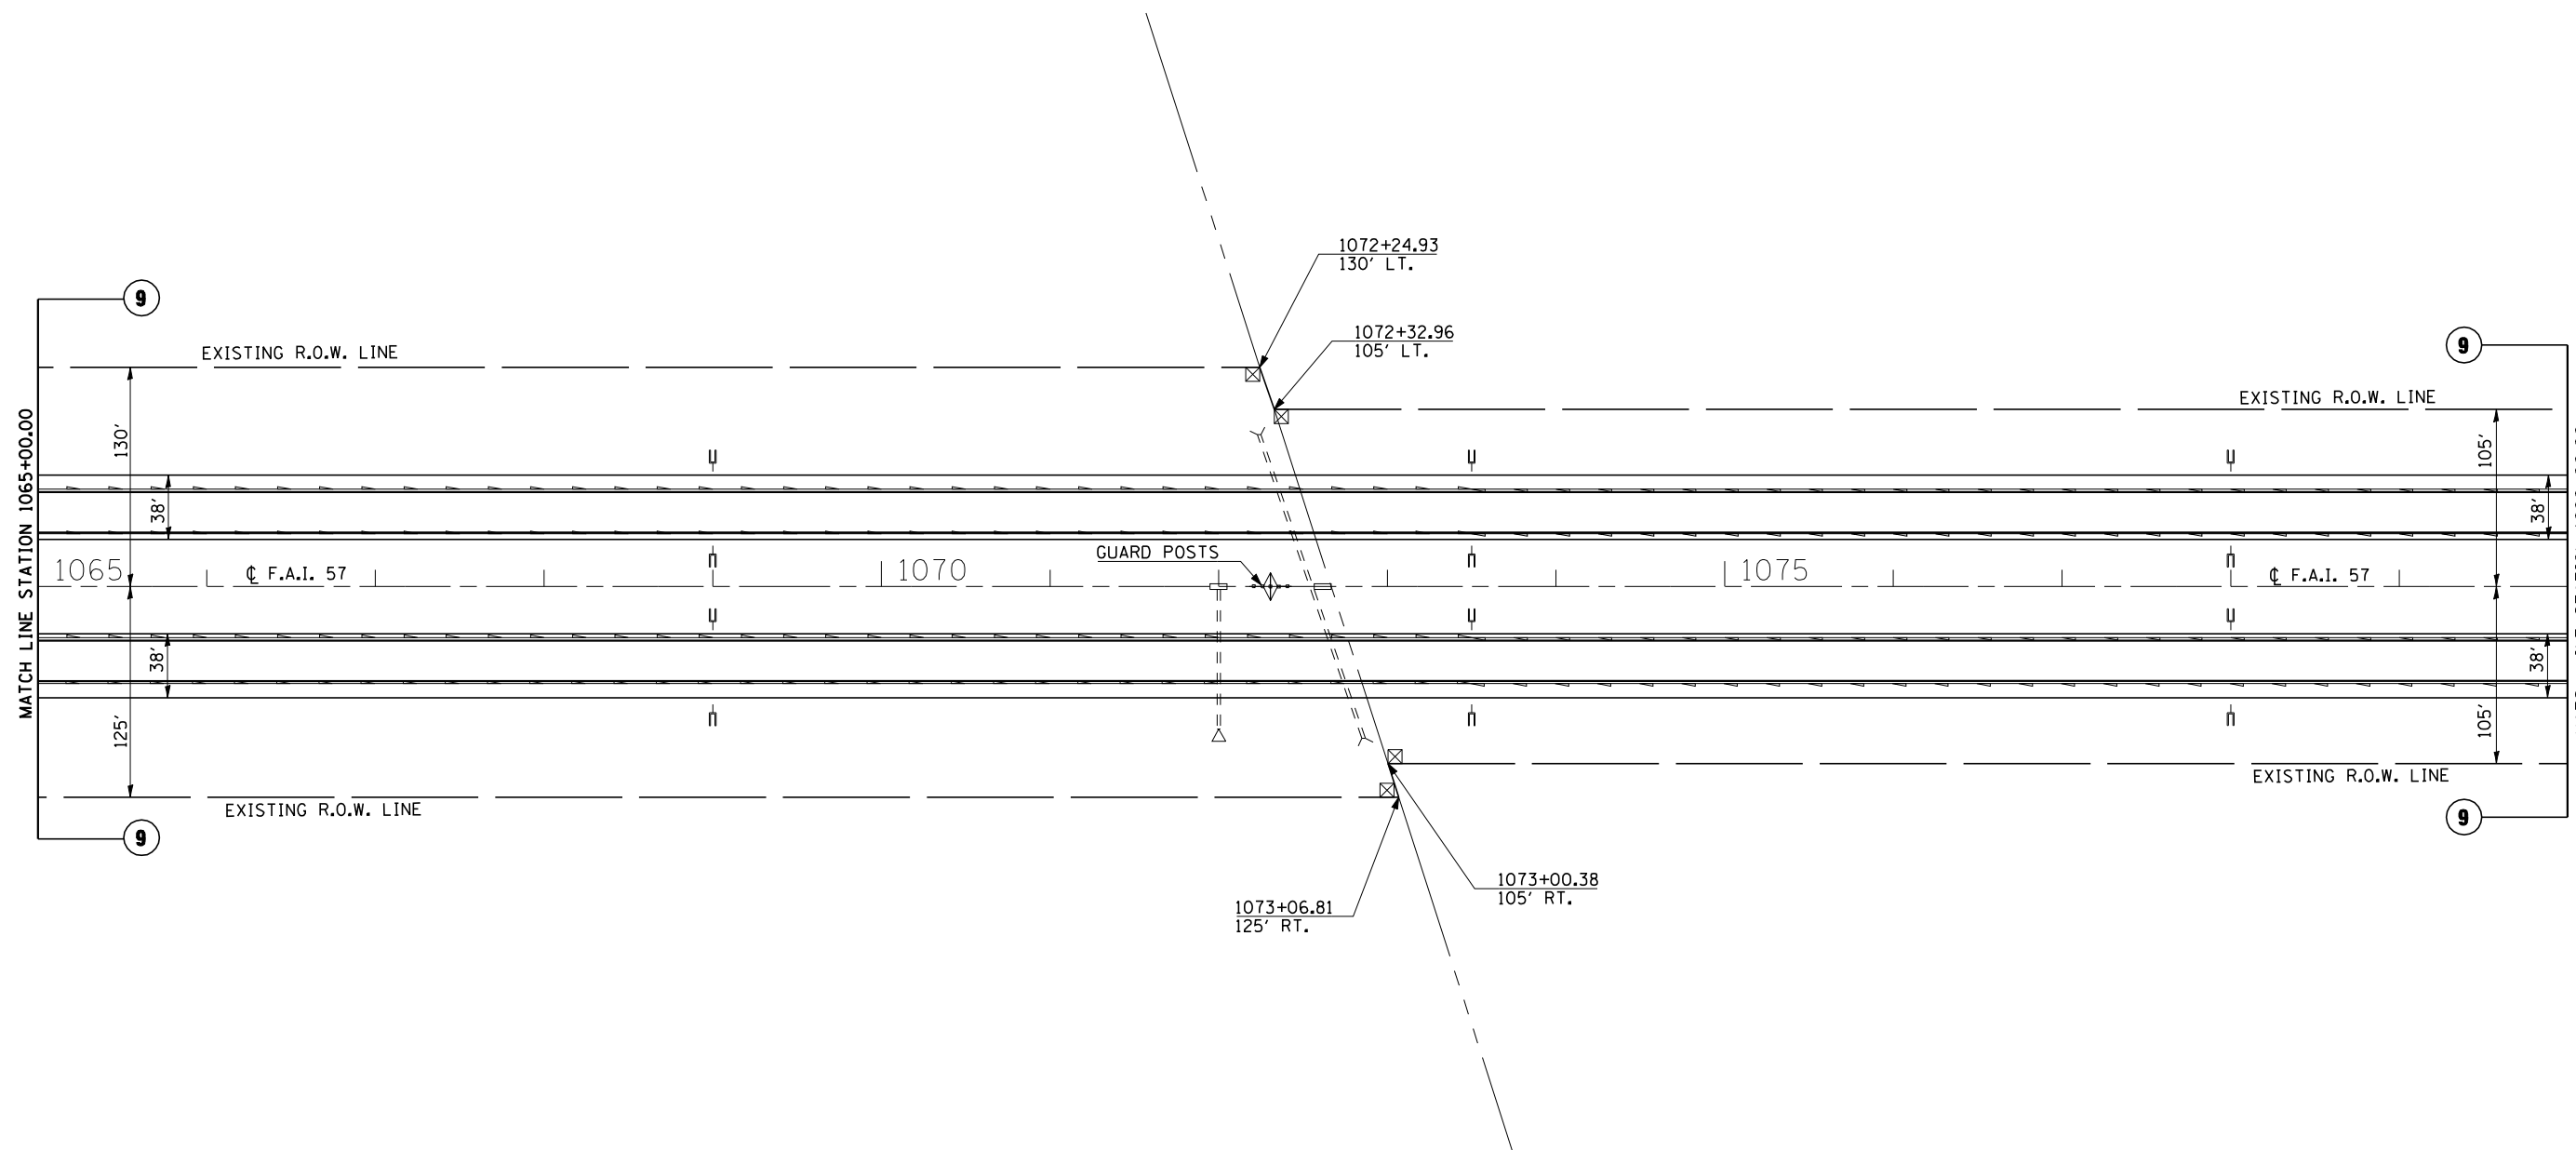 1072+24.93
130' LT.
9
1072+32.96
105' LT.
9
EXISTING R.O.W. LINE
EXISTING R.O.W. LINE
MATCH LINE STATION 1065+00.00
130'
105'
38'
38'
GUARD POSTS
1065
℄ F.A.I. 57
1070
1075
℄ F.A.I. 57
38'
38'
125'
105'
EXISTING R.O.W. LINE
EXISTING R.O.W. LINE
9
9
1073+00.38
105' RT.
1073+06.81
125' RT.